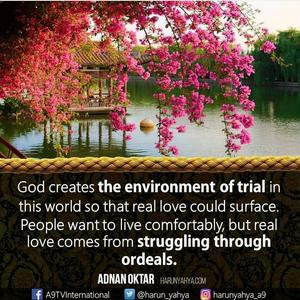 God creates the environment of trial in
this world so that real love could surface.
People want to live comfortably, but real
love comes from struggling through
ordeals.
ADNAN OKTAR HARUNYAHYA.COM
A9TVInternational @harun_yahya harunyahya_a9